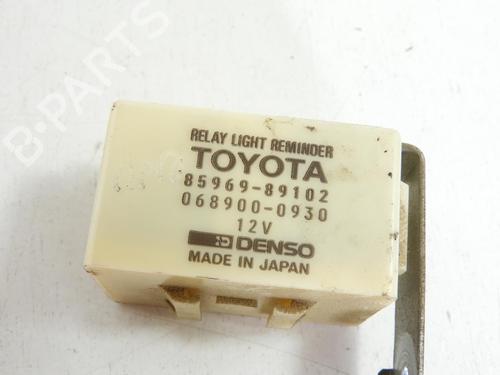 B-PARTS
RELAY LIGHT REMINDER
TOYOTA
85969-89102
068900-0930
12V
DENSO
MADE IN JAPAN